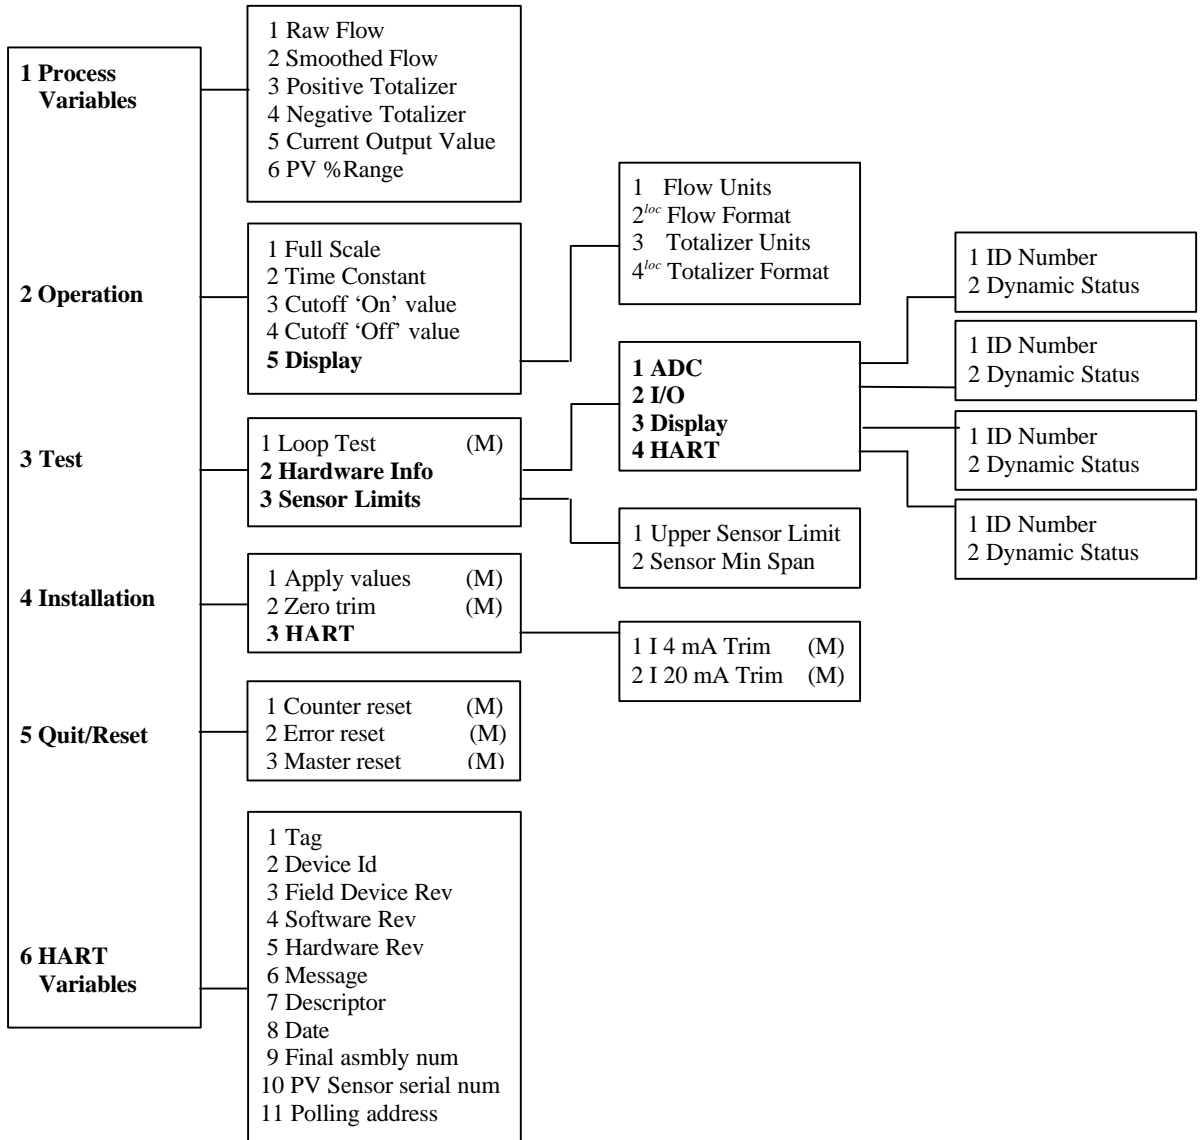 1 Process
Variables
2 Operation
3 Test
4 Installation
5 Quit/Reset
6 HART
Variables
1 Raw Flow
2 Smoothed Flow
3 Positive Totalizer
4 Negative Totalizer
5 Current Output Value
6 PV %Range
1 Full Scale
2 Time Constant
3 Cutoff ‘On’ value
4 Cutoff ‘Off’ value
5 Display
1 Flow Units
2loc Flow Format
3 Totalizer Units
4loc Totalizer Format
1 Loop Test (M)
2 Hardware Info
3 Sensor Limits
1 ADC
2 I/O
3 Display
4 HART
1 ID Number
2 Dynamic Status
1 ID Number
2 Dynamic Status
1 ID Number
2 Dynamic Status
1 ID Number
2 Dynamic Status
1 Upper Sensor Limit
2 Sensor Min Span
1 Apply values (M)
2 Zero trim (M)
3 HART
1 I 4 mA Trim (M)
2 I 20 mA Trim (M)
1 Counter reset (M)
2 Error reset (M)
3 Master reset (M)
1 Tag
2 Device Id
3 Field Device Rev
4 Software Rev
5 Hardware Rev
6 Message
7 Descriptor
8 Date
9 Final asmbly num
10 PV Sensor serial num
11 Polling address